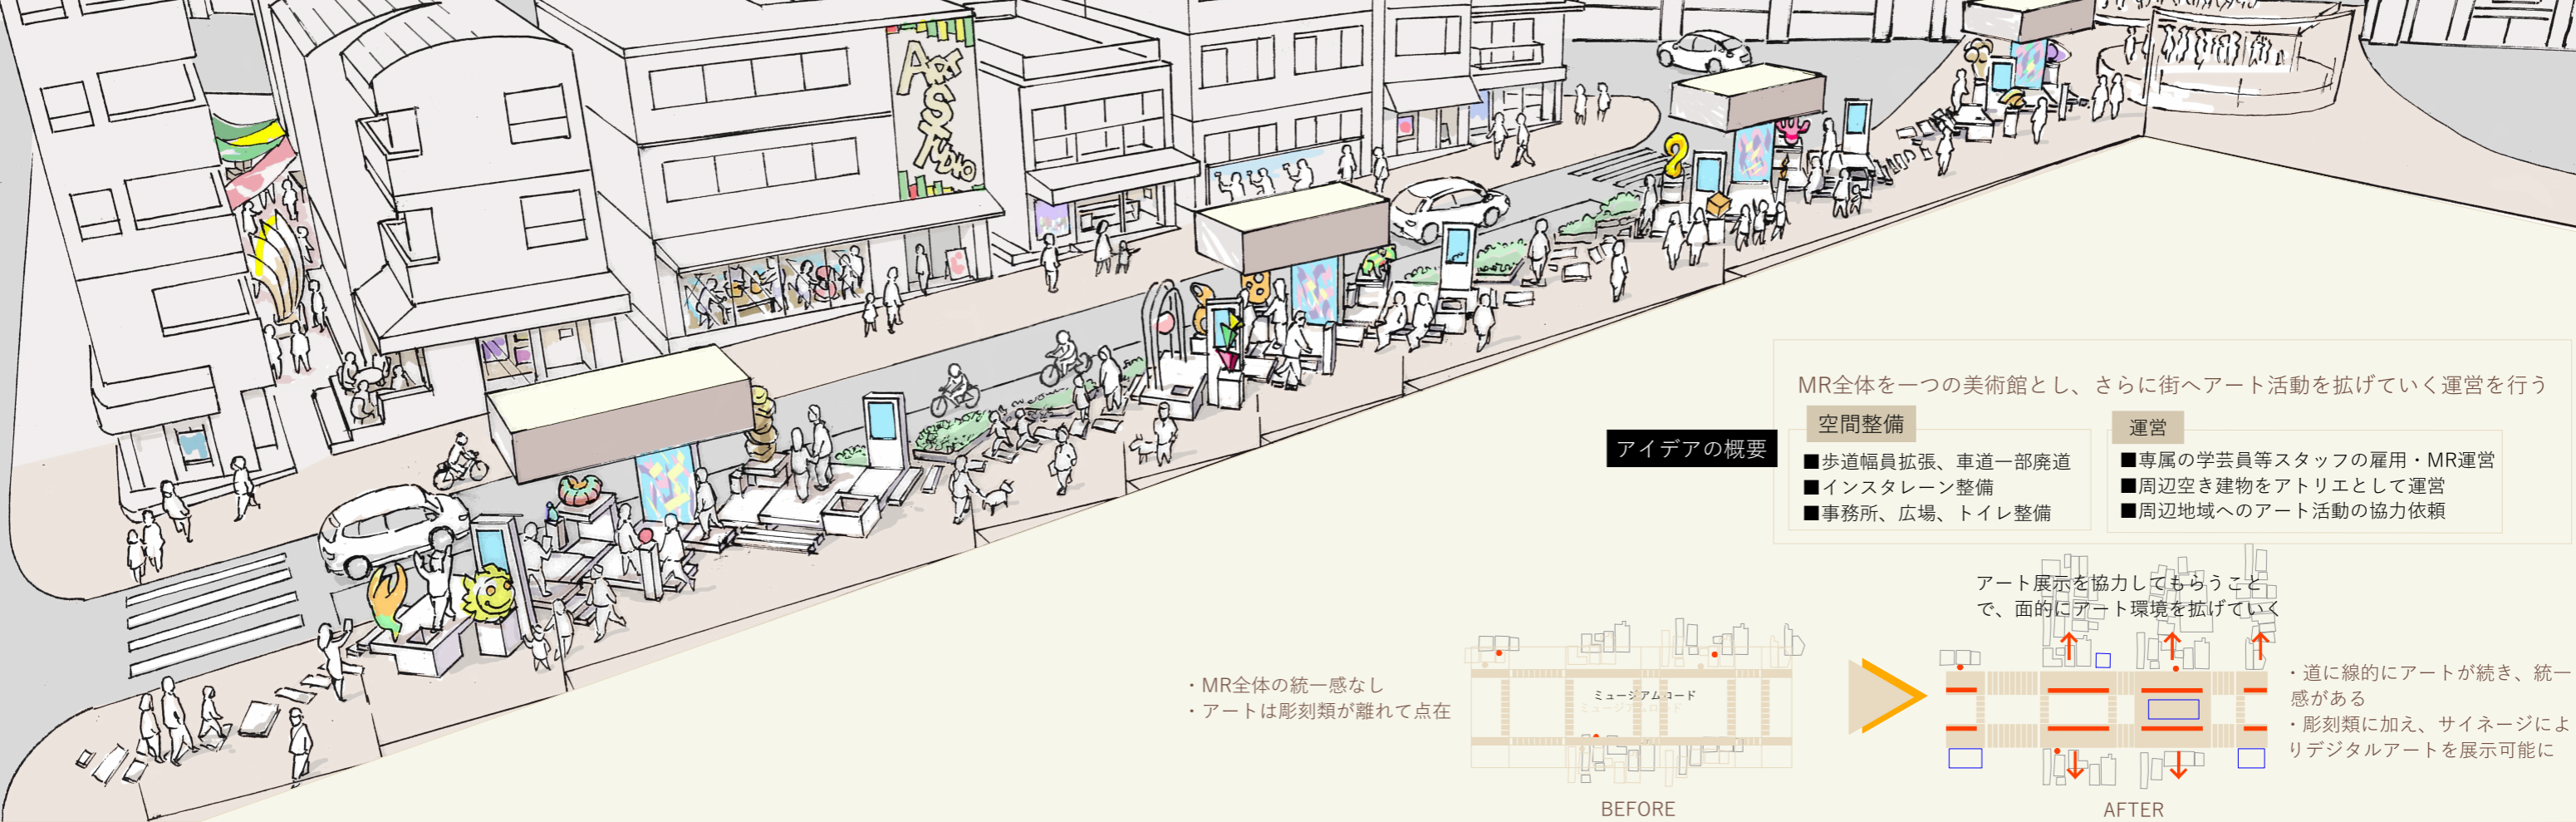 ART
STUDIO
MR全体を一つの美術館とし、さらに街へアート活動を拡げていく運営を行う
アイデアの概要
空間整備
■歩道幅員拡張、車道一部廃道
■インスタレーン整備
■事務所、広場、トイレ整備
運営
■専属の学芸員等スタッフの雇用・MR運営
■周辺空き建物をアトリエとして運営
■周辺地域へのアート活動の協力依頼
・MR全体の統一感なし
・アートは彫刻類が離れて点在
ミュージアムロード
ミュージアムロード
BEFORE
アート展示を協力してもらうこと
で、面的にアート環境を拡げていく
AFTER
・道に線的にアートが続き、統一
感がある
・彫刻類に加え、サイネージによ
りデジタルアートを展示可能に